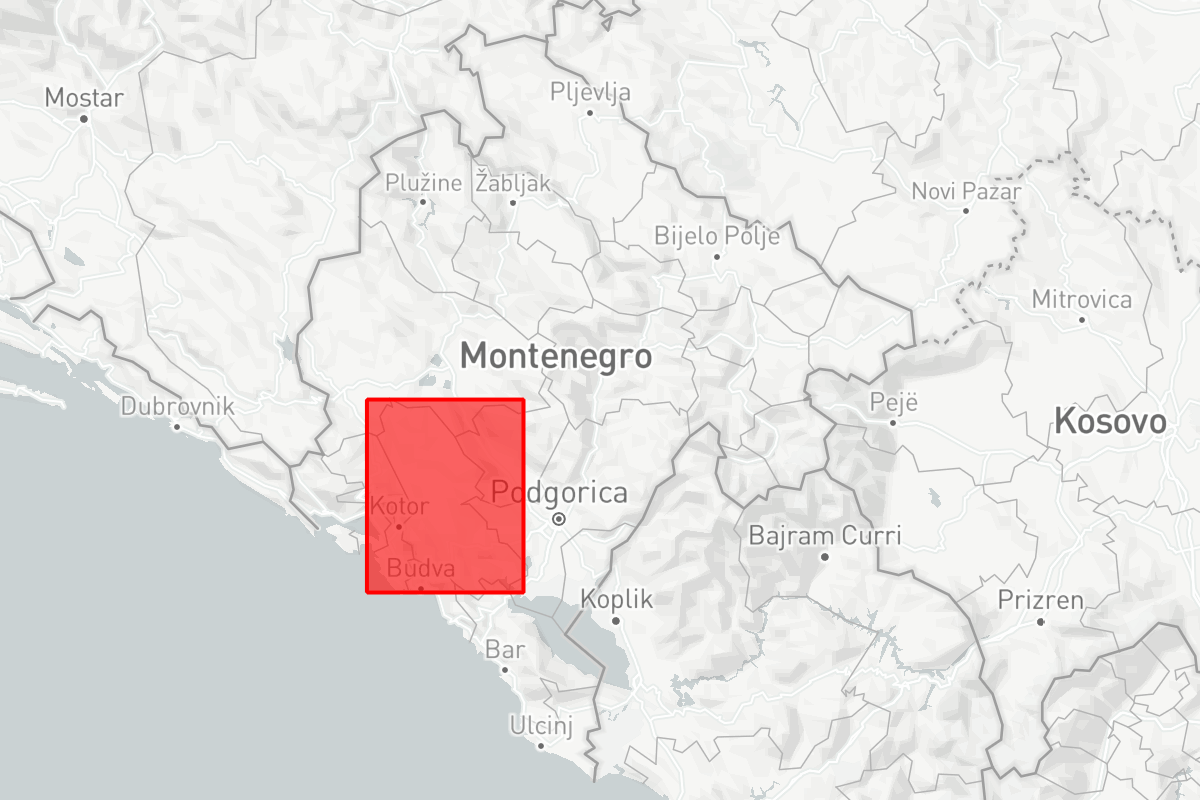 Pljevlja
Mostar
Plužine
Žabljak
Novi Pazar
Bijelo Polje
Mitrovica
Montenegro
Dubrovnik
Pejë
Kosovo
Podgorica
Kotor
Bajram Curri
Budva
Koplik
Prizren
Bar
Ulcinj